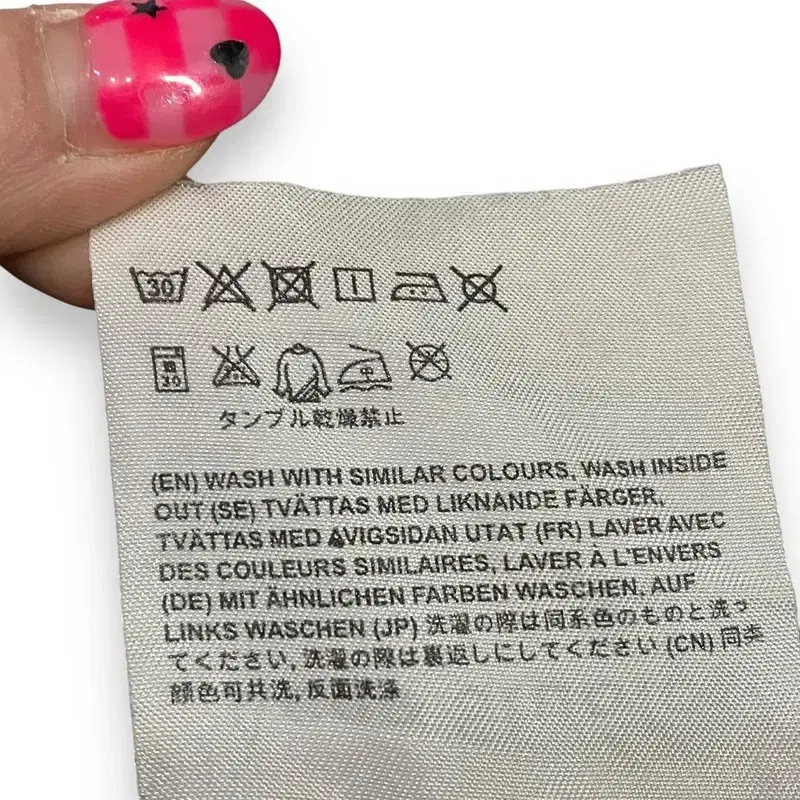 30
30
中
タンブル乾燥禁止
(EN) WASH WITH SIMILAR COLOURS, WASH INSIDE
OUT (SE) TVÄTTAS MED LIKNANDE FÄRGER,
TVÄTTAS MED AVIGSIDAN UTAT (FR) LAVER AVEC
DES COULEURS SIMILAIRES, LAVER À L'ENVERS
(DE) MIT ÄHNLICHEN FARBEN WASCHEN, AUF
LINKS WASCHEN (JP) 洗濯の際は同系色のものと洗っ
てください, 洗濯の際は裏返しにしてください (CN) 同类
颜色可共洗, 反面洗涤